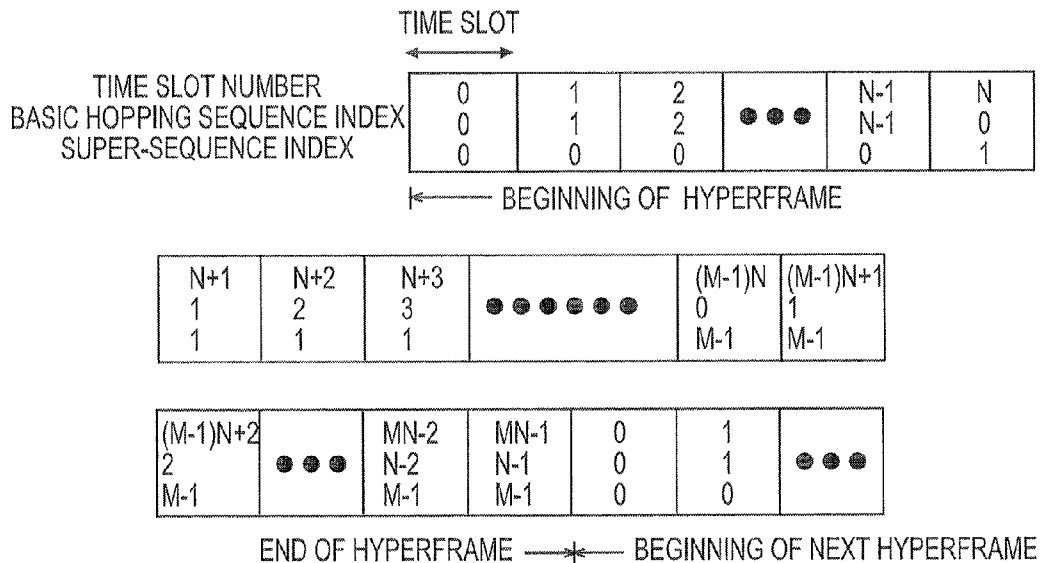 TIME SLOT
TIME SLOT NUMBER 0 1 2 N-1 N
BASIC HOPPING SEQUENCE INDEX 0 1 2 N-1 0
SUPER-SEQUENCE INDEX 0 0 0 0 1
BEGINNING OF HYPERFRAME
N+1 N+2 N+3 (M-1)N (M-1)N+1
1 2 3 0 1
1 1 1 M-1 M-1
(M-1)N+2 MN-2 MN-1 0 1
2 N-2 N-1 0 1
M-1 M-1 M-1 0 0
END OF HYPERFRAME BEGINNING OF NEXT HYPERFRAME